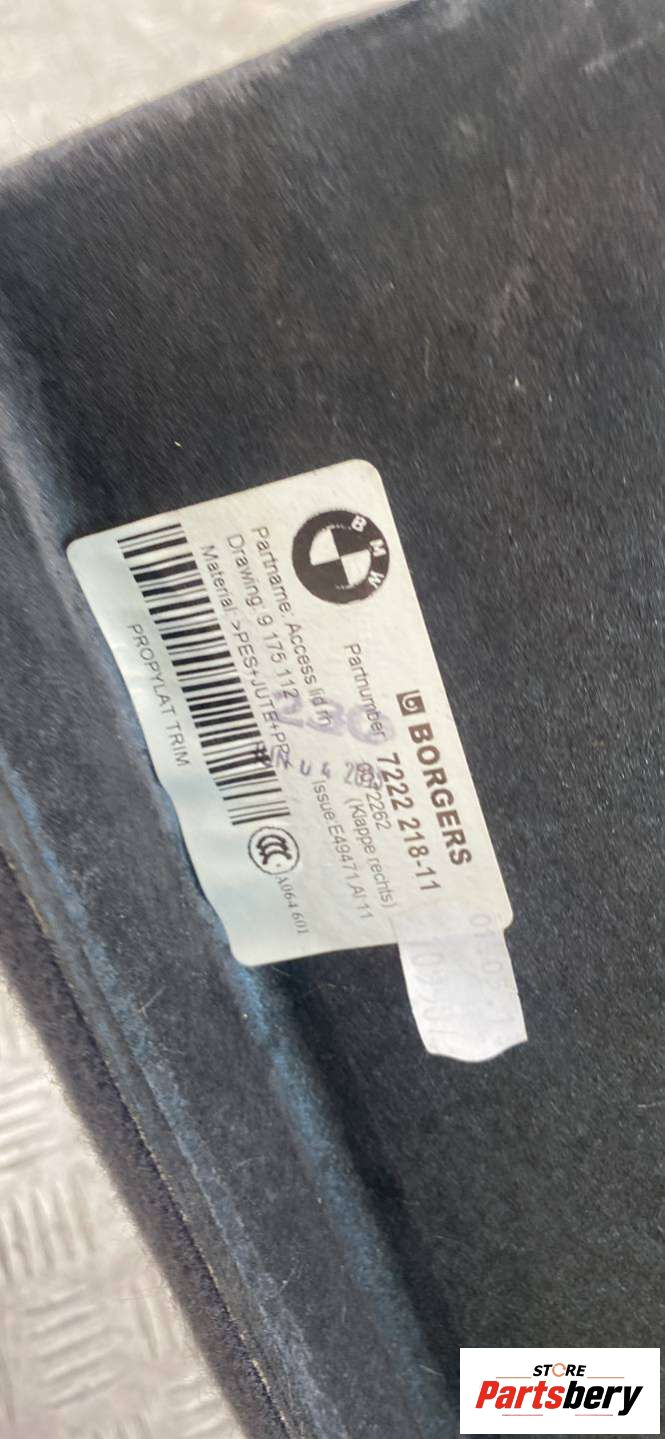 BMW
BORGERS
Partnumber: 7222 218-11
Partname: Access lid rh
(Klappe rechts)
Drawing: 9 175 112
Issue:E49471 AI 11
Material: >PES+JUTE+PP<
A064 601
PROPYLAT TRIM
STORE
Partsbery